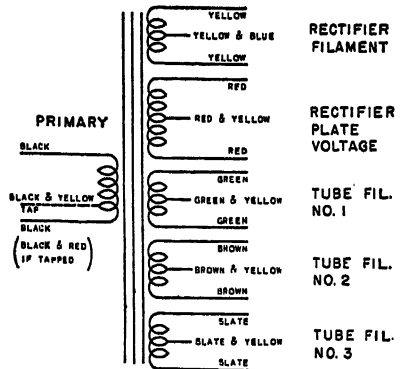 YELLOW
YELLOW & BLUE
YELLOW
RECTIFIER
FILAMENT
RED
RED & YELLOW
RED
RECTIFIER
PLATE
VOLTAGE
PRIMARY
BLACK
BLACK & YELLOW
TAP
BLACK
(BLACK & RED
IF TAPPED)
GREEN
GREEN & YELLOW
GREEN
TUBE FIL.
NO. 1
BROWN
BROWN & YELLOW
BROWN
TUBE FIL.
NO. 2
SLATE
SLATE & YELLOW
SLATE
TUBE FIL.
NO. 3